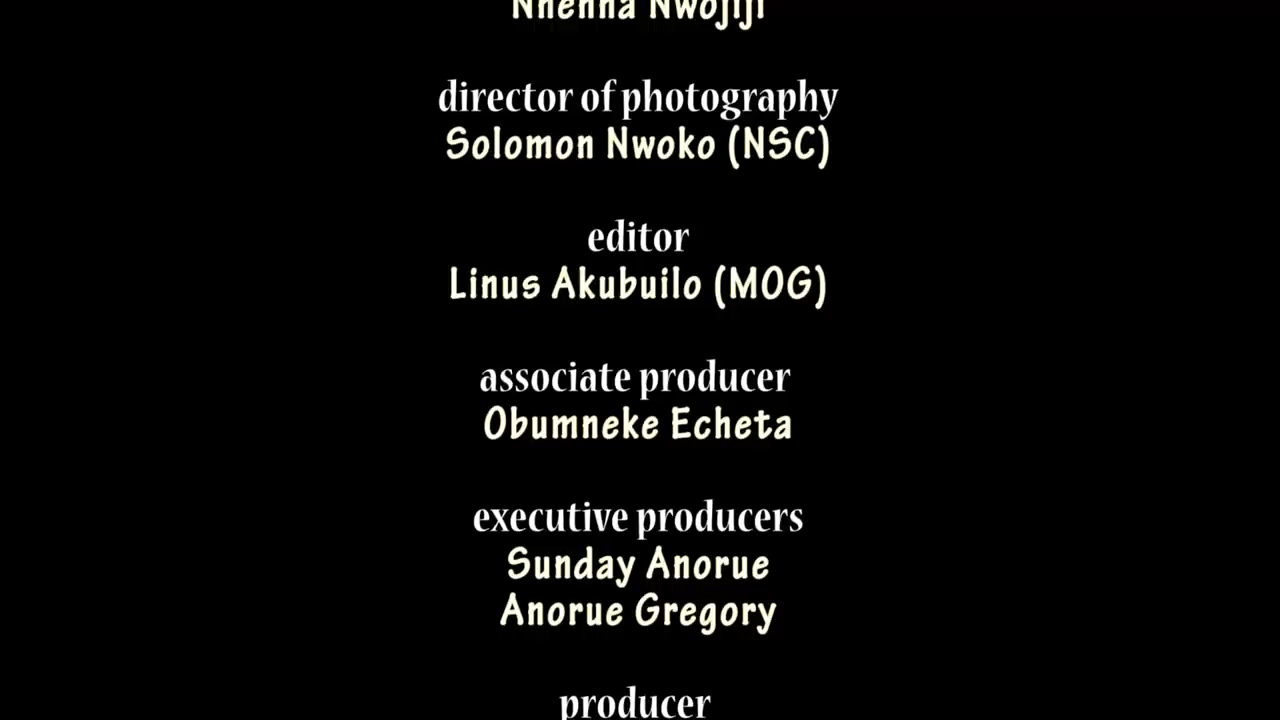 Nnenna Nwojiji
director of photography
Solomon Nwoko (NSC)
editor
Linus Akubuilo (MOG)
associate producer
Obumneke Echeta
executive producers
Sunday Anorue
Anorue Gregory
producer